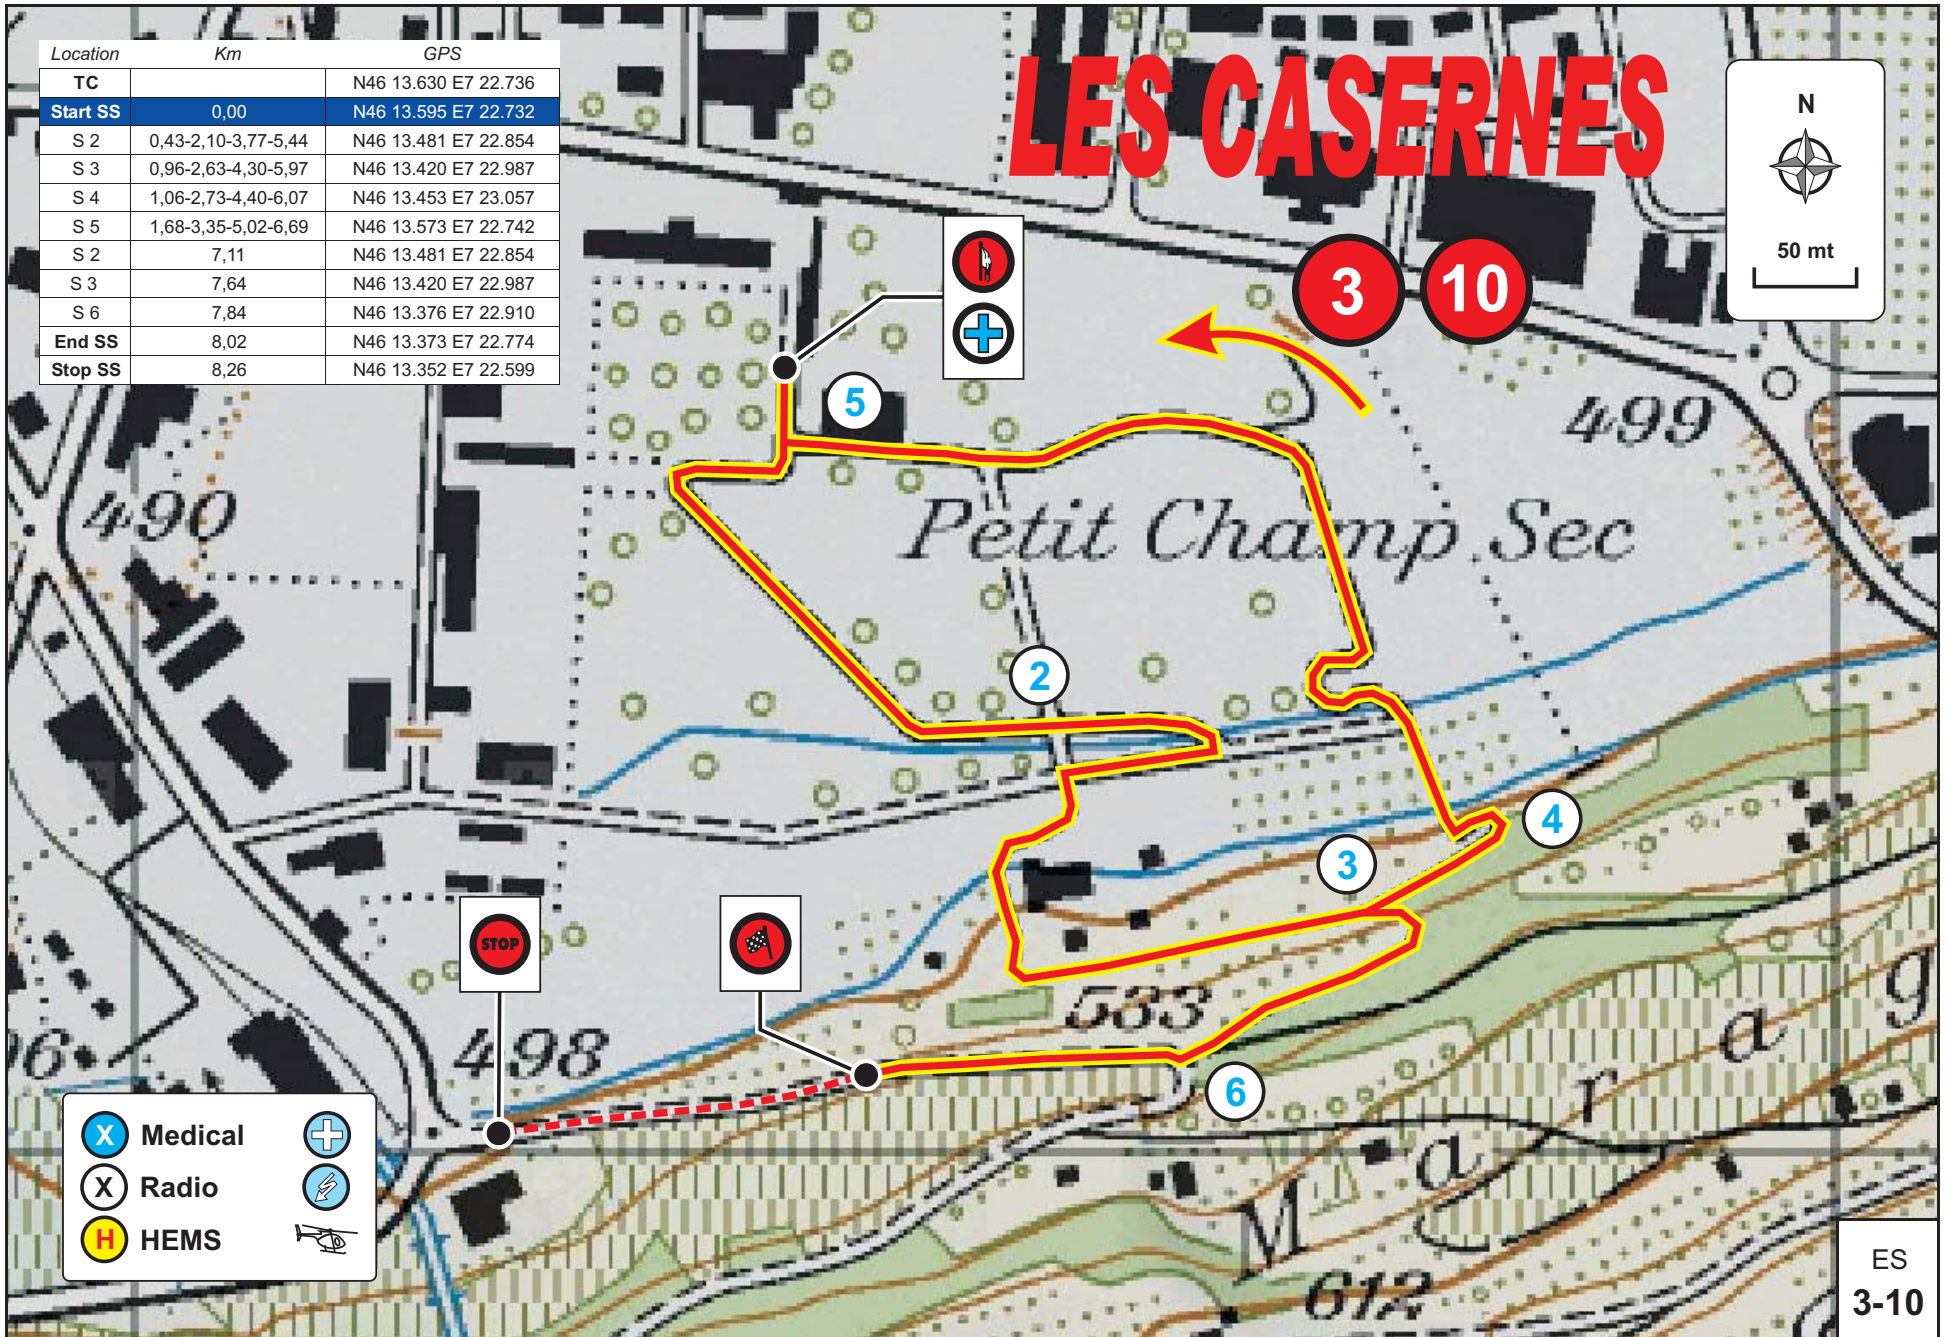 LES CASERNES
Location Km GPS
TC N46 13.630 E7 22.736
Start SS 0,00 N46 13.595 E7 22.732
S 2 0,43-2,10-3,77-5,44 N46 13.481 E7 22.854
S 3 0,96-2,63-4,30-5,97 N46 13.420 E7 22.987
S 4 1,06-2,73-4,40-6,07 N46 13.453 E7 23.057
S 5 1,68-3,35-5,02-6,69 N46 13.573 E7 22.742
S 2 7,11 N46 13.481 E7 22.854
S 3 7,64 N46 13.420 E7 22.987
S 6 7,84 N46 13.376 E7 22.910
End SS 8,02 N46 13.373 E7 22.774
Stop SS 8,26 N46 13.352 E7 22.599
N
50 mt
3 10
5
499
490
Petit Champ Sec
2
4
3
STOP
533
498
6
Marag
612
X Medical
X Radio
H HEMS
ES
3-10